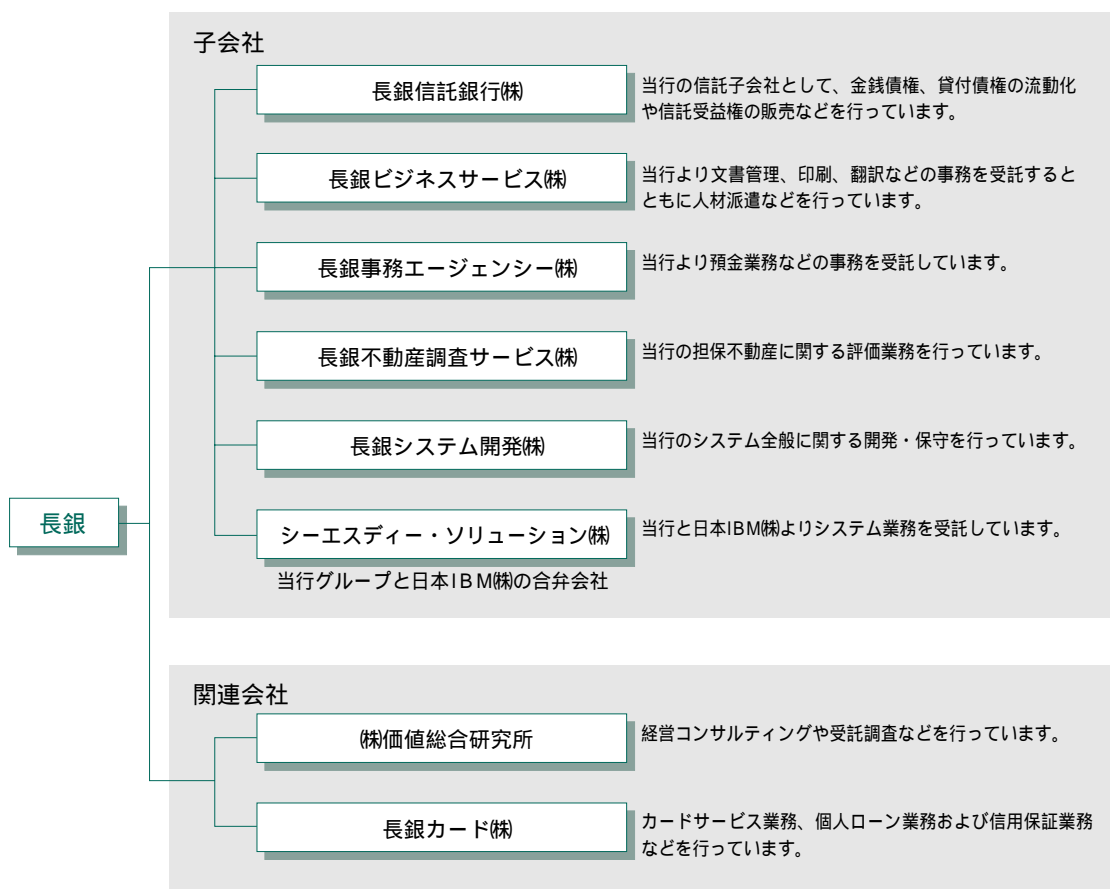 子会社
長銀信託銀行㈱
当行の信託子会社として、金銭債権、貸付債権の流動化
や信託受益権の販売などを行っています。
長銀ビジネスサービス㈱
当行より文書管理、印刷、翻訳などの事務を受託すると
ともに人材派遣などを行っています。
長銀事務エージェンシー㈱
当行より預金業務などの事務を受託しています。
長銀不動産調査サービス㈱
当行の担保不動産に関する評価業務を行っています。
長銀システム開発㈱
当行のシステム全般に関する開発・保守を行っています。
長銀
シーエスディー・ソリューション㈱
当行と日本IBM㈱よりシステム業務を受託しています。
当行グループと日本IBM㈱の合弁会社
関連会社
㈱価値総合研究所
経営コンサルティングや受託調査などを行っています。
長銀カード㈱
カードサービス業務、個人ローン業務および信用保証業務
などを行っています。